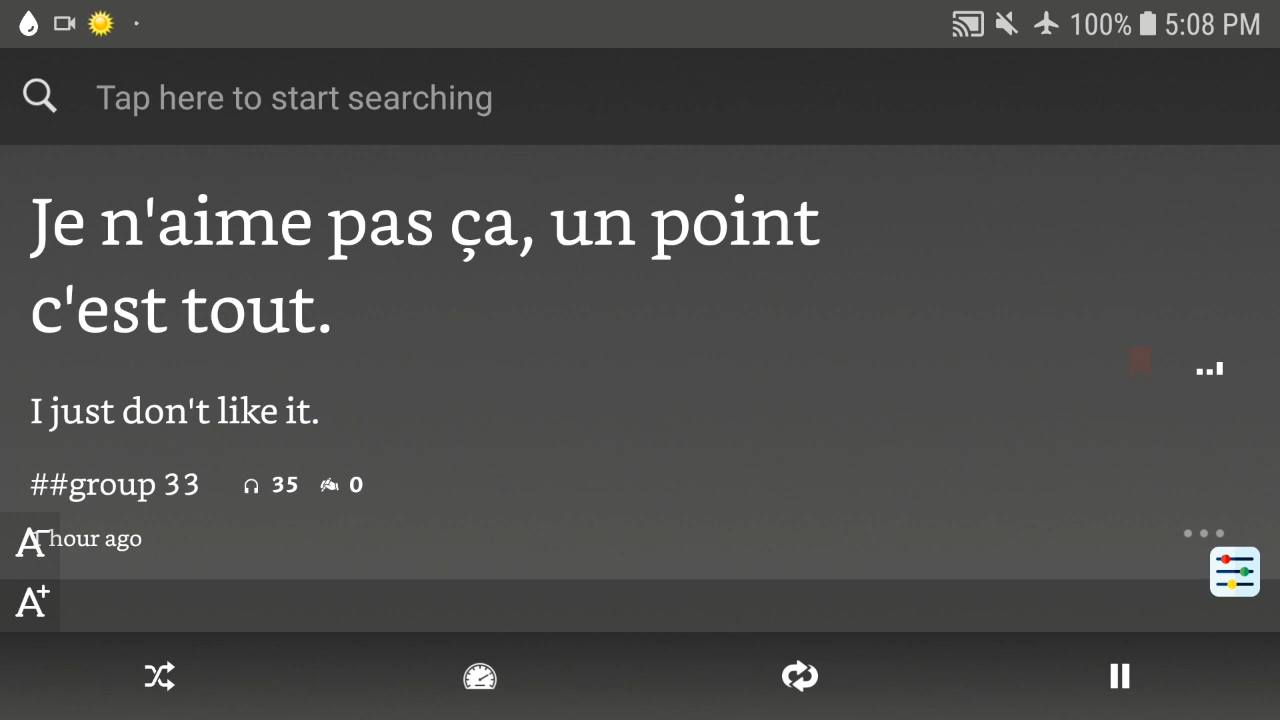 100% 5:08 PM
Tap here to start searching
Je n'aime pas ça, un point
c'est tout.
I just don't like it.
##group 33 35 0
hour ago
A-
A+